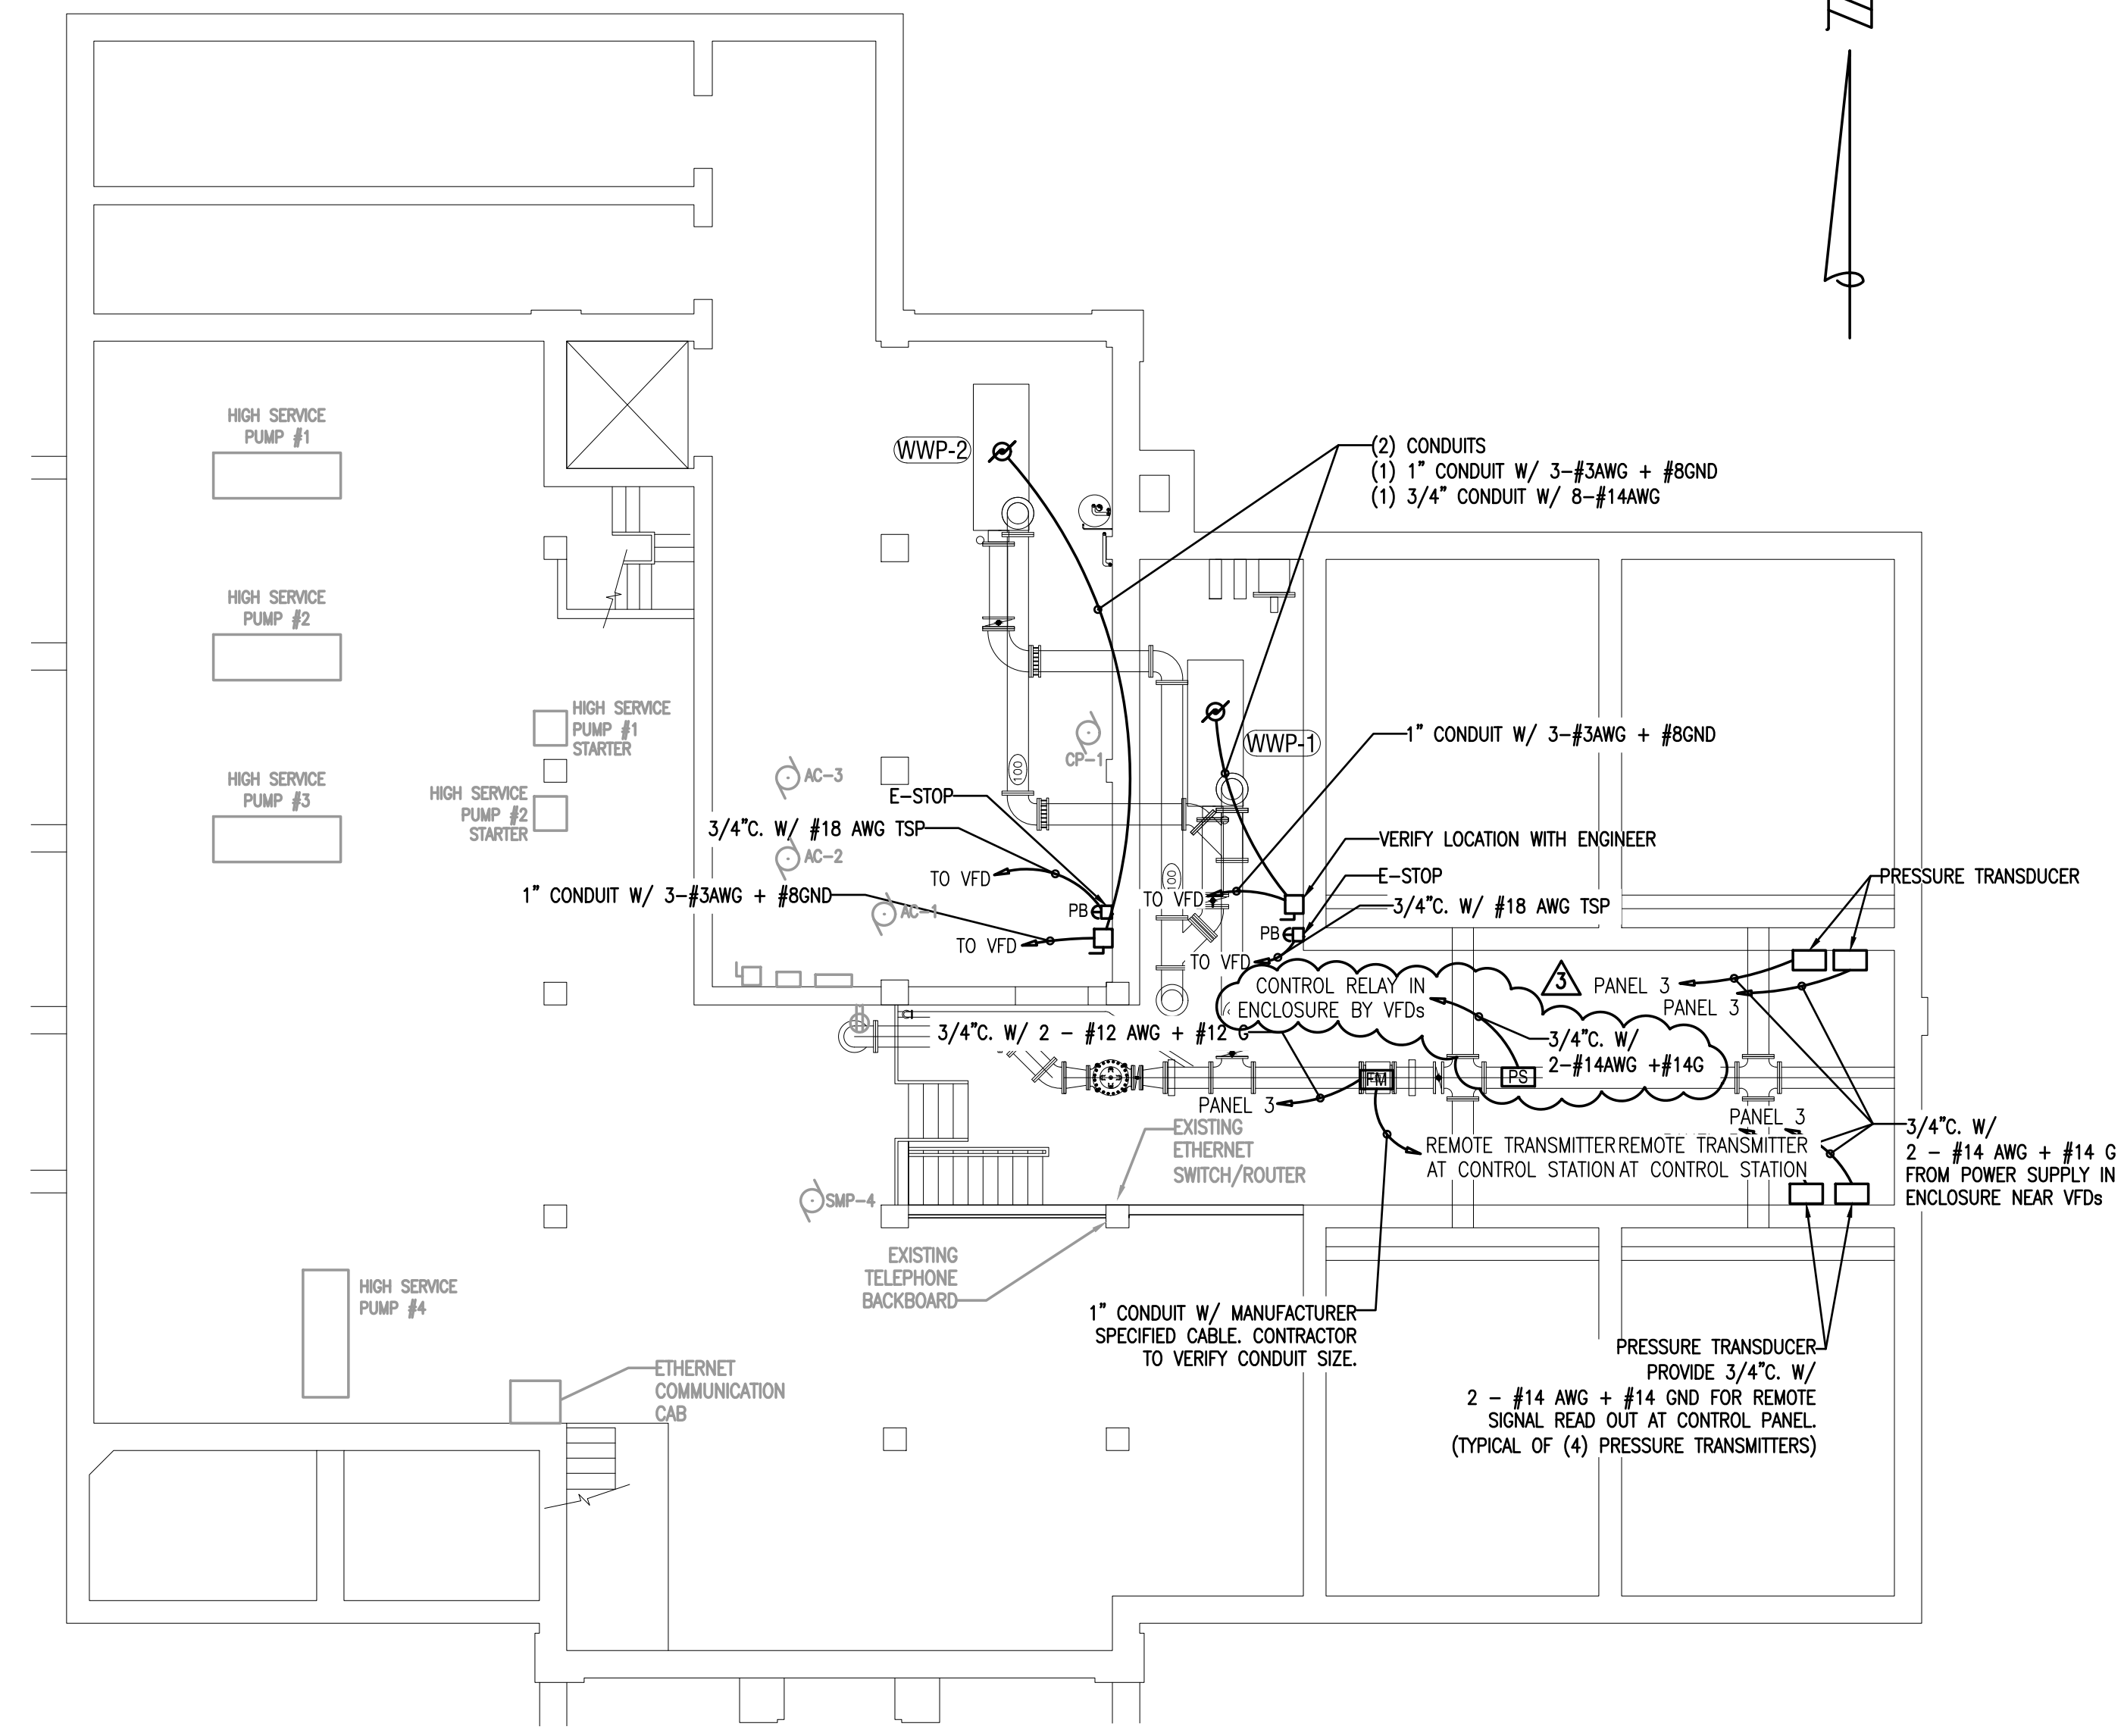 HIGH SERVICE
PUMP #1
WWP-2
(2) CONDUITS
(1) 1" CONDUIT W/ 3-#3AWG + #8GND
(1) 3/4" CONDUIT W/ 8-#14AWG
HIGH SERVICE
PUMP #2
HIGH SERVICE
PUMP #1
STARTER
HIGH SERVICE
PUMP #3
HIGH SERVICE
PUMP #2
STARTER
AC-3
AC-2
AC-1
CP-1
100
WWP-1
1" CONDUIT W/ 3-#3AWG + #8GND
E-STOP
3/4"C. W/ #18 AWG TSP
TO VFD
1" CONDUIT W/ 3-#3AWG + #8GND
PB
TO VFD
100
VERIFY LOCATION WITH ENGINEER
E-STOP
3/4"C. W/ #18 AWG TSP
TO VFD
PB
TO VFD
PRESSURE TRANSDUCER
CONTROL RELAY IN
ENCLOSURE BY VFDs
3
PANEL 3
PANEL 3
CI
3/4"C. W/ 2 - #12 AWG + #12 G
3/4"C. W/
2-#14AWG +#14G
FM
PS
PANEL 3
PANEL 3
EXISTING
ETHERNET
SWITCH/ROUTER
REMOTE TRANSMITTER
AT CONTROL STATION
REMOTE TRANSMITTER
AT CONTROL STATION
3/4"C. W/
2 - #14 AWG + #14 G
FROM POWER SUPPLY IN
ENCLOSURE NEAR VFDs
SMP-4
EXISTING
TELEPHONE
BACKBOARD
HIGH SERVICE
PUMP #4
1" CONDUIT W/ MANUFACTURER
SPECIFIED CABLE. CONTRACTOR
TO VERIFY CONDUIT SIZE.
PRESSURE TRANSDUCER
PROVIDE 3/4"C. W/
2 - #14 AWG + #14 GND FOR REMOTE
SIGNAL READ OUT AT CONTROL PANEL.
(TYPICAL OF (4) PRESSURE TRANSMITTERS)
ETHERNET
COMMUNICATION
CAB